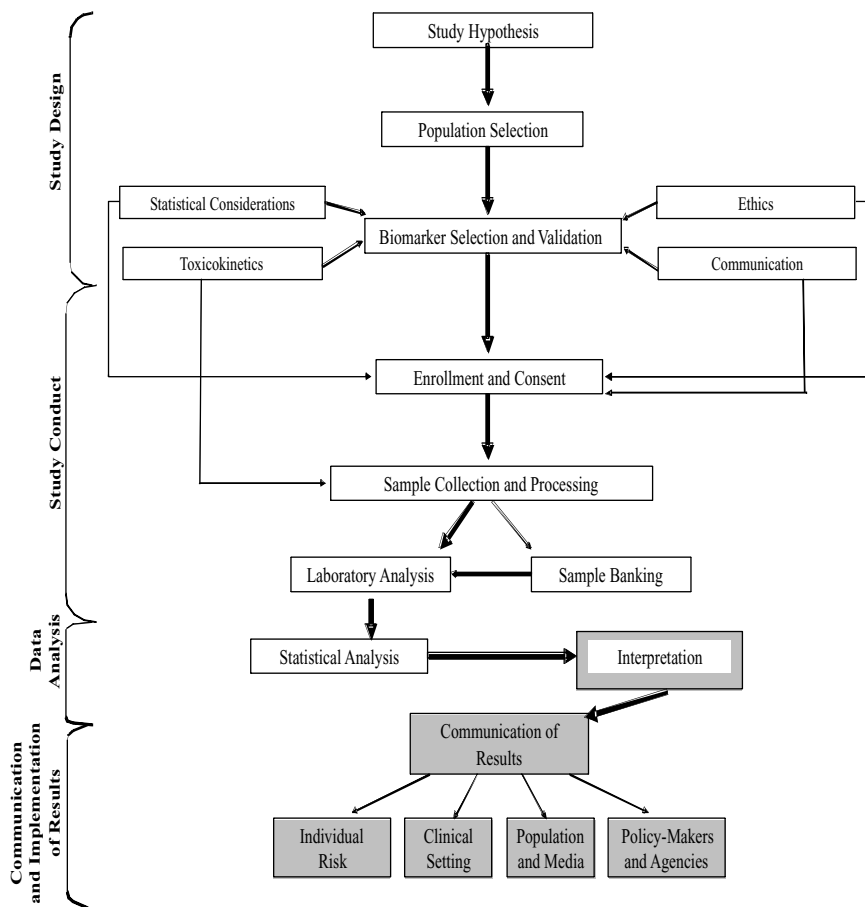 Study Design
Study Hypothesis
Population Selection
Statistical Considerations
Ethics
Biomarker Selection and Validation
Toxicokinetics
Communication
Study Conduct
Enrollment and Consent
Sample Collection and Processing
Laboratory Analysis
Sample Banking
Data
Analysis
Statistical Analysis
Interpretation
Communication
and Implementation
of Results
Communication of
Results
Individual
Risk
Clinical
Setting
Population
and Media
Policy-Makers
and Agencies